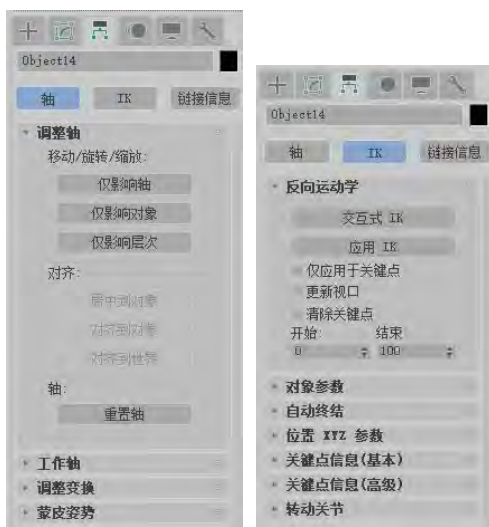 Object14
轴 IK 链接信息
调整轴
移动/旋转/缩放:
仅影响轴
仅影响对象
仅影响层次
对齐:
居中到对象
对齐到对象
对齐到世界
轴:
重置轴
工作轴
调整变换
蒙皮姿势
Object14
轴 IK 链接信息
反向运动学
交互式 IK
应用 IK
仅应用于关键点
更新视口
清除关键点
开始: 结束
0 100
对象参数
自动终结
位置 XYZ 参数
关键点信息(基本)
关键点信息(高级)
转动关节